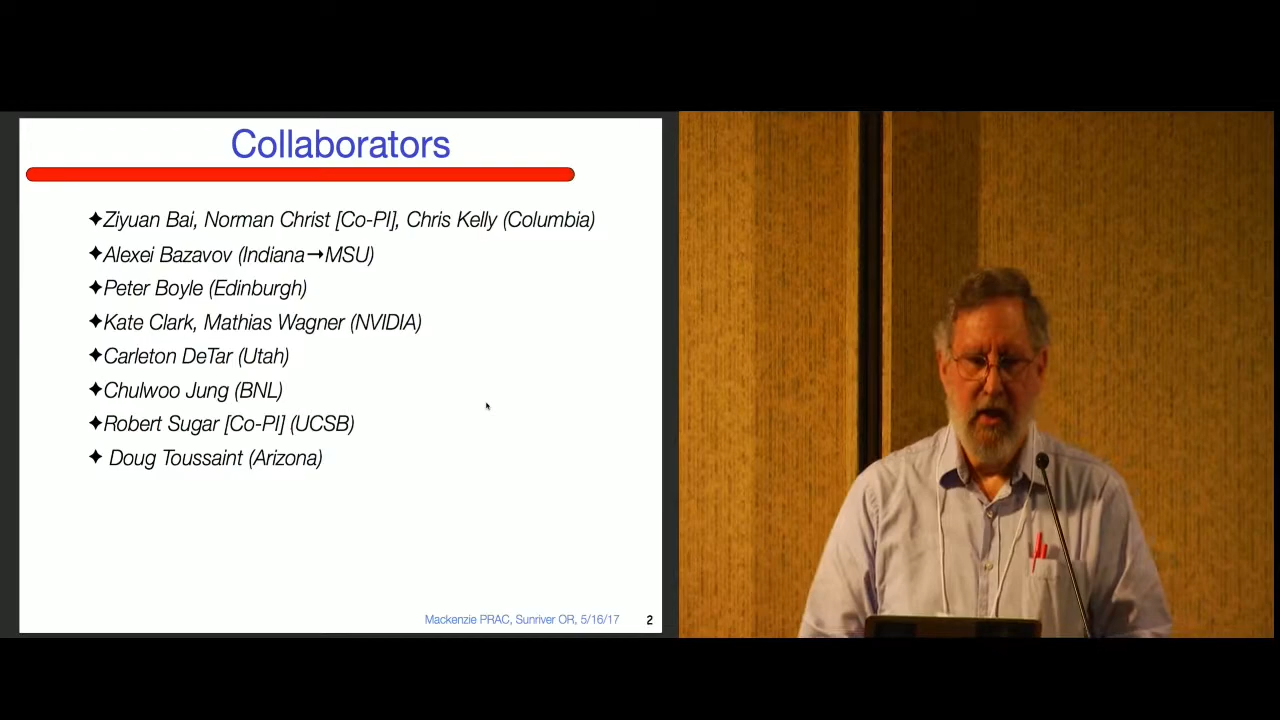 Collaborators
✦Ziyuan Bai, Norman Christ [Co-PI], Chris Kelly (Columbia)
✦Alexei Bazavov (Indiana→MSU)
✦Peter Boyle (Edinburgh)
✦Kate Clark, Mathias Wagner (NVIDIA)
✦Carleton DeTar (Utah)
✦Chulwoo Jung (BNL)
✦Robert Sugar [Co-PI] (UCSB)
✦ Doug Toussaint (Arizona)
Mackenzie PRAC, Sunriver OR, 5/16/17 2